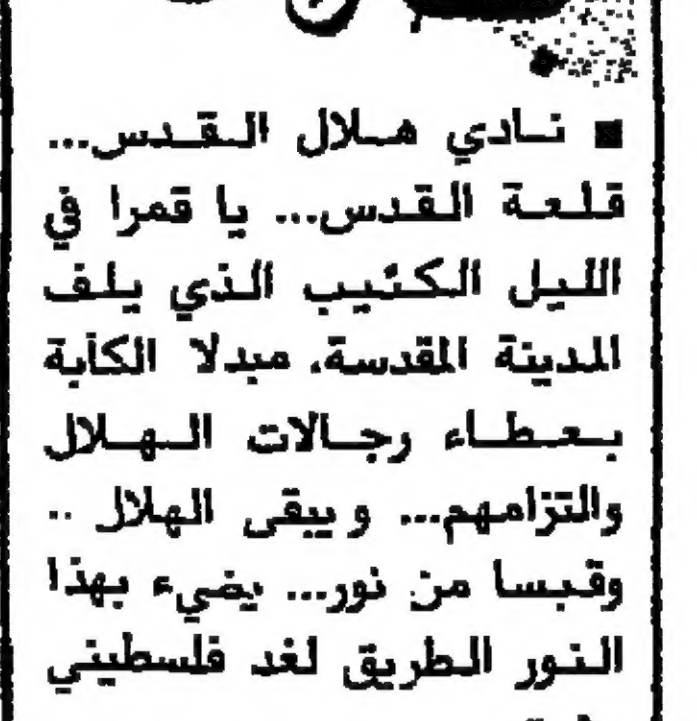 ■ نادي هلال القدس...
قلعة القدس... يا قمرا في
الليل الكئيب الذي يلف
المدينة المقدسة، مبدلا الكآبة
بعطاء رجالات الهلال
والتزامهم... ويبقى الهلال ..
وقبسا من نور... يضيء بهذا
النور الطريق لغد فلسطيني